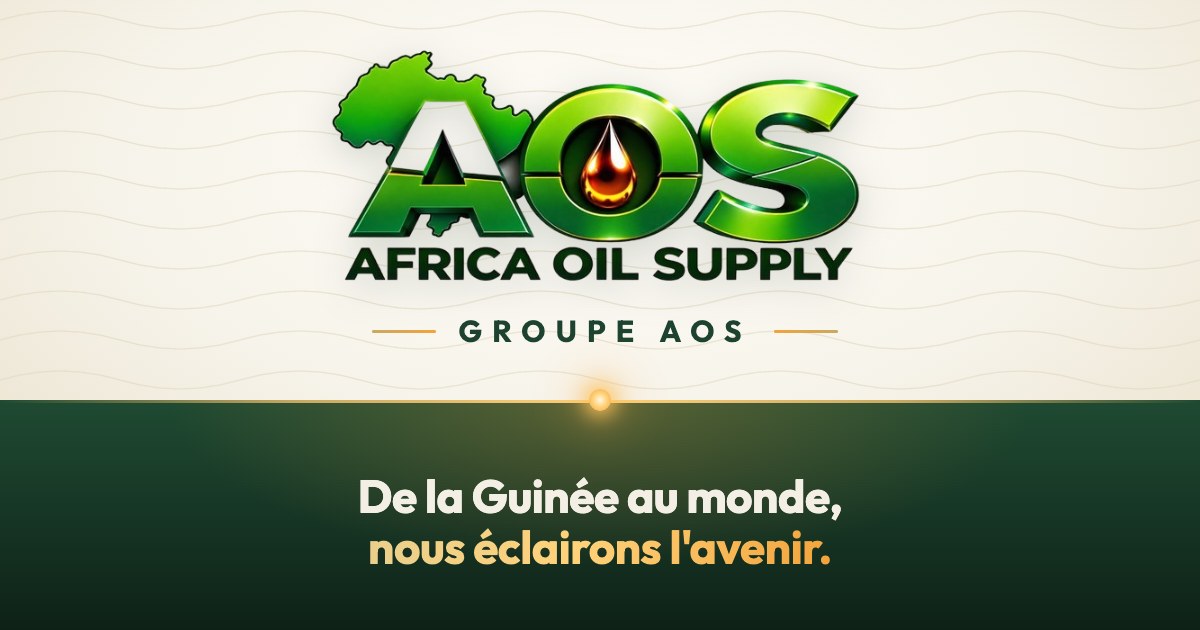 AOS
AFRICA OIL SUPPLY
GROUPE AOS
De la Guinée au monde,
nous éclairons l'avenir.